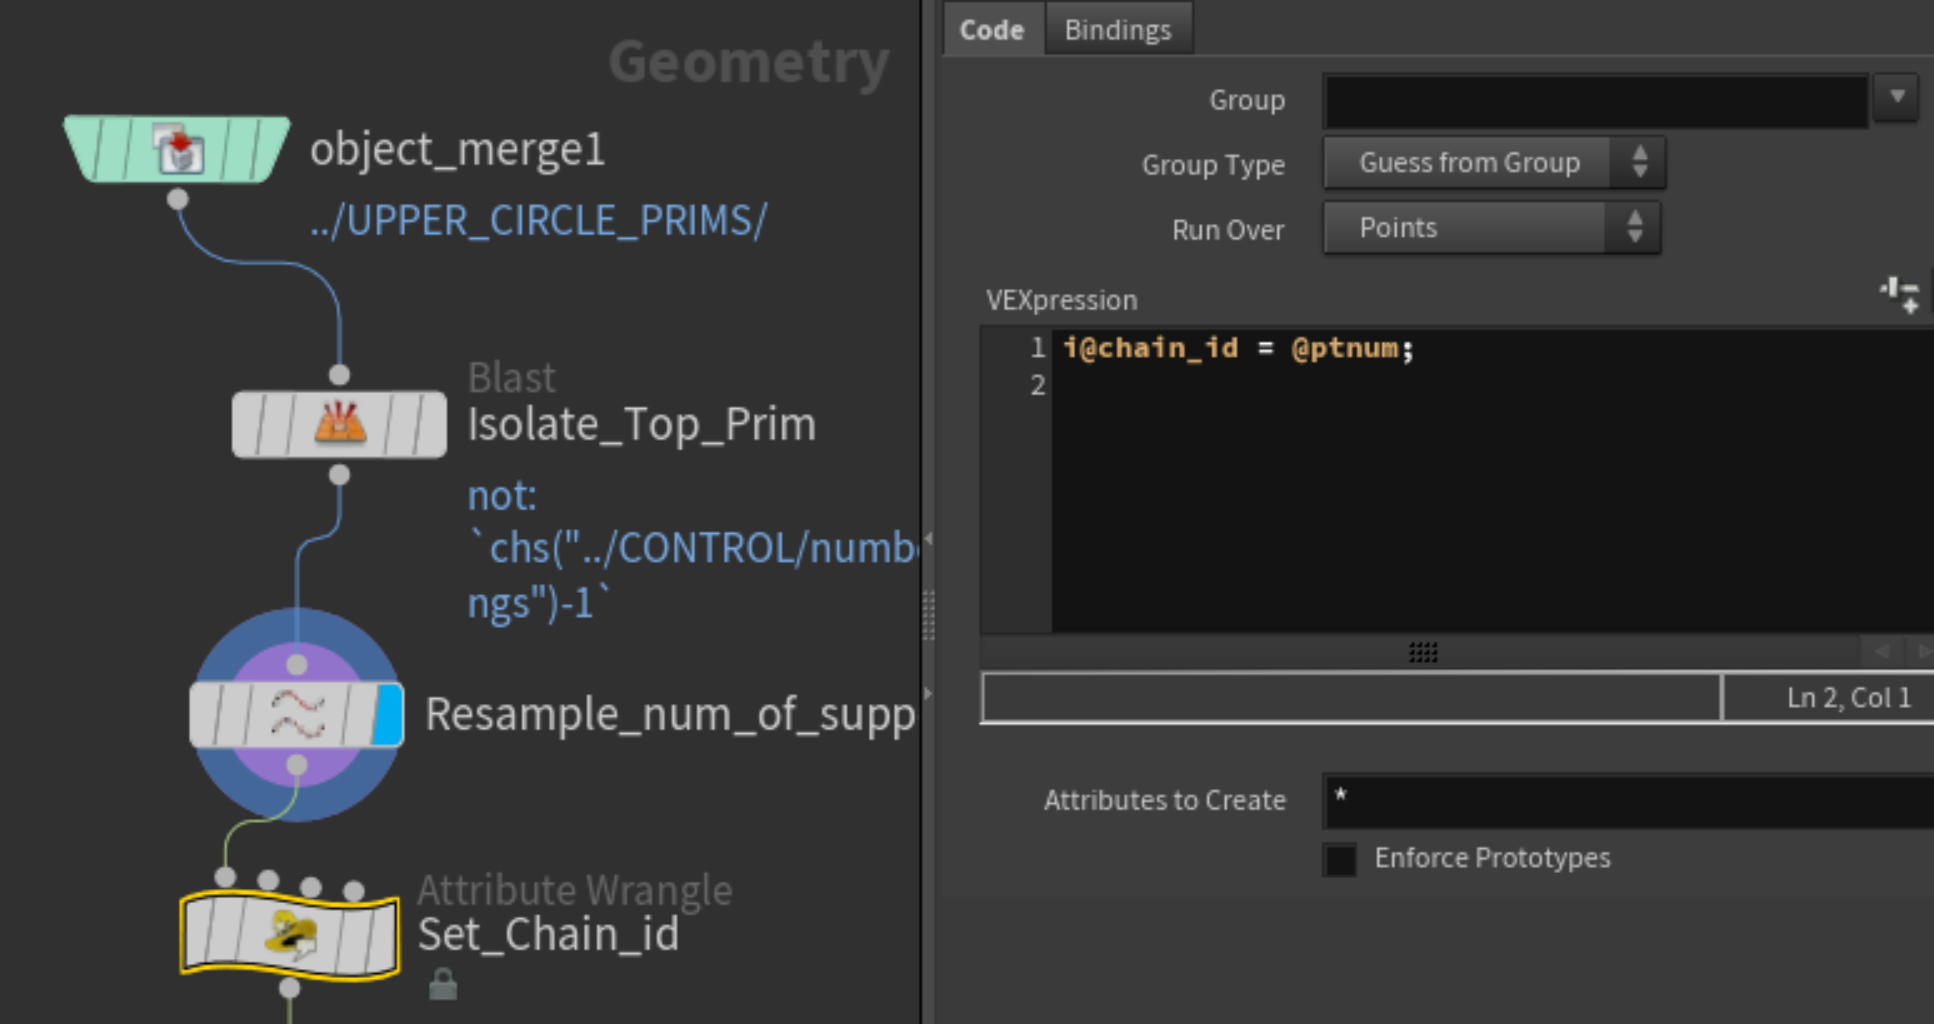 Geometry
object_merge1
../UPPER_CIRCLE_PRIMS/
Blast
Isolate_Top_Prim
not:
`chs("../CONTROL/numb
ngs")-1`
Resample_num_of_supp
Attribute Wrangle
Set_Chain_id
Code Bindings
Group
Group Type Guess from Group
Run Over Points
VEXpression
1 i@chain_id = @ptnum;
2
Ln 2, Col 1
Attributes to Create *
Enforce Prototypes